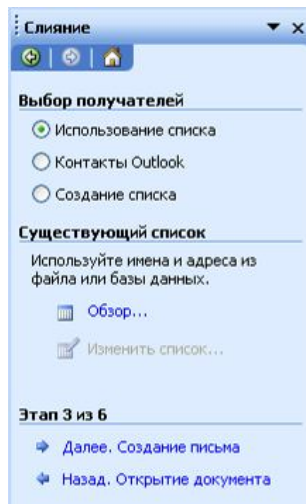 Слияние
Выбор получателей
Использование списка
Контакты Outlook
Создание списка
Существующий список
Используйте имена и адреса из
файла или базы данных.
Обзор...
Изменить список...
Этап 3 из 6
Далее. Создание письма
Назад. Открытие документа